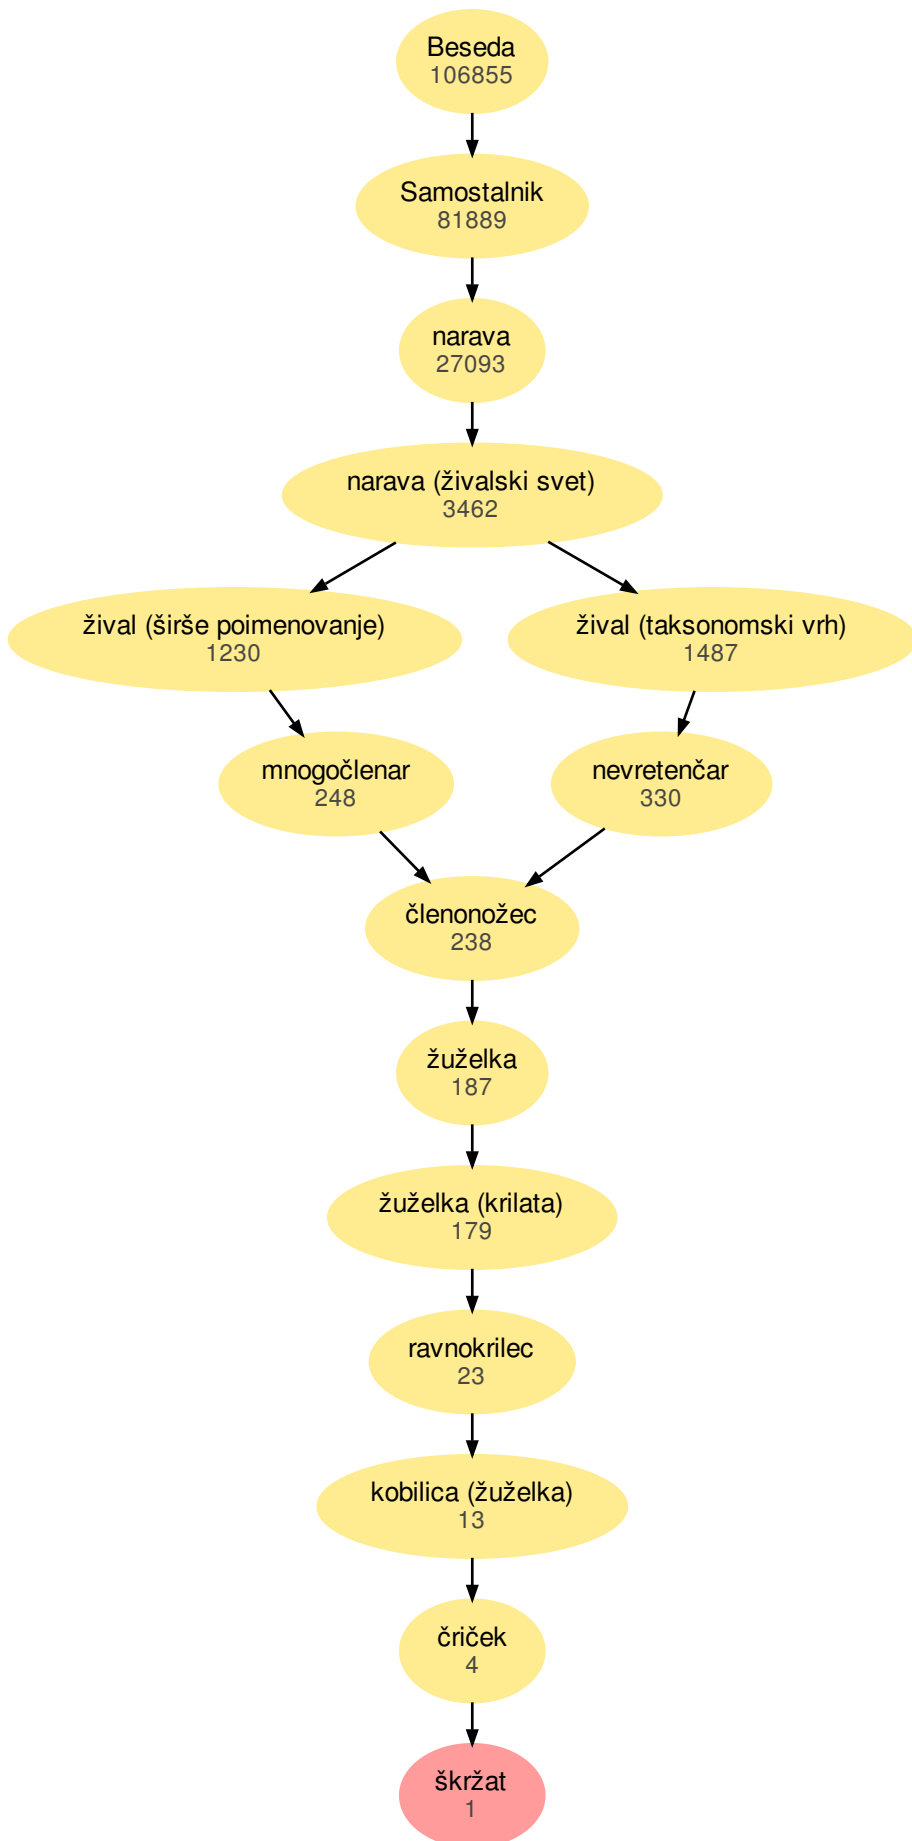 Beseda
106855
Samostalnik
81889
narava
27093
narava (živalski svet)
3462
žival (širše poimenovanje)
1230
žival (taksonomski vrh)
1487
mnogočlenar
248
nevretenčar
330
členonožec
238
žuželka
187
žuželka (krilata)
179
ravnokrilec
23
kobilica (žuželka)
13
čriček
4
škržat
1